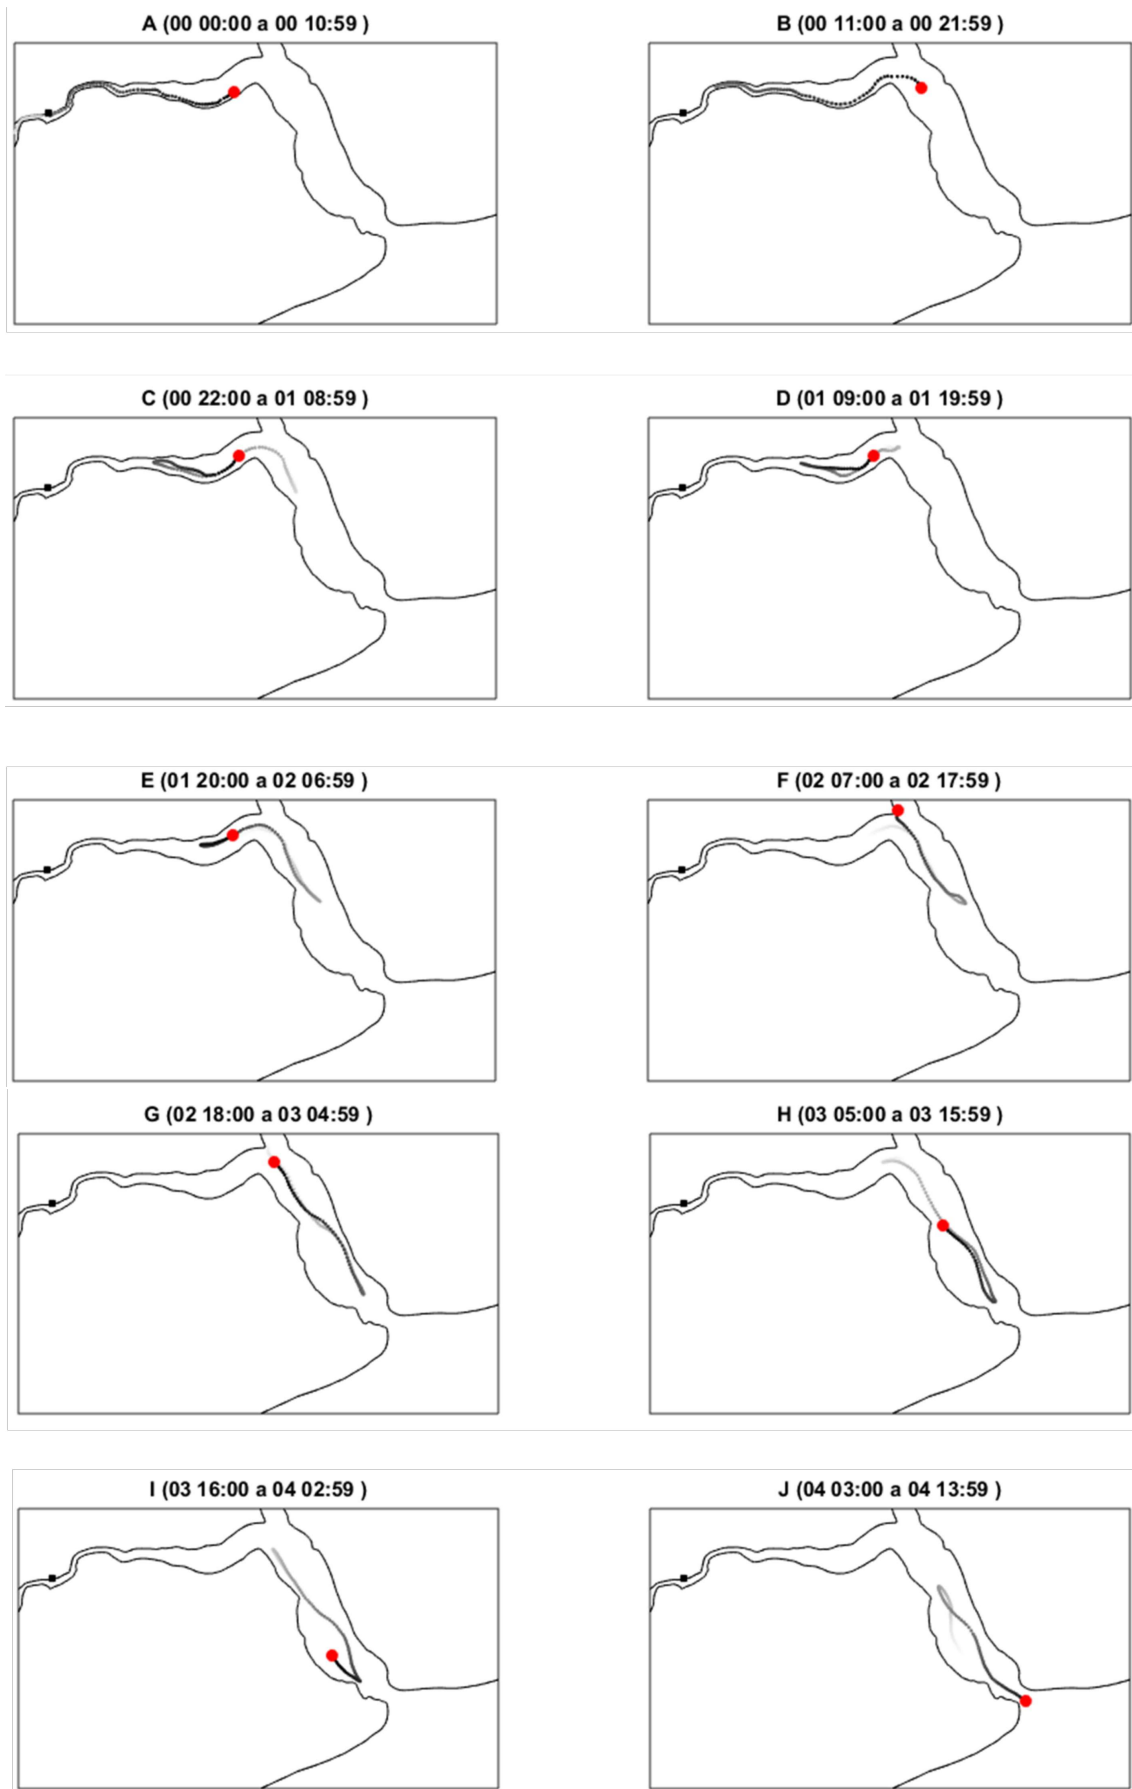 A (00 00:00 a 00 10:59 )
B (00 11:00 a 00 21:59 )
C (00 22:00 a 01 08:59 )
D (01 09:00 a 01 19:59 )
E (01 20:00 a 02 06:59 )
F (02 07:00 a 02 17:59 )
G (02 18:00 a 03 04:59 )
H (03 05:00 a 03 15:59 )
I (03 16:00 a 04 02:59 )
J (04 03:00 a 04 13:59 )